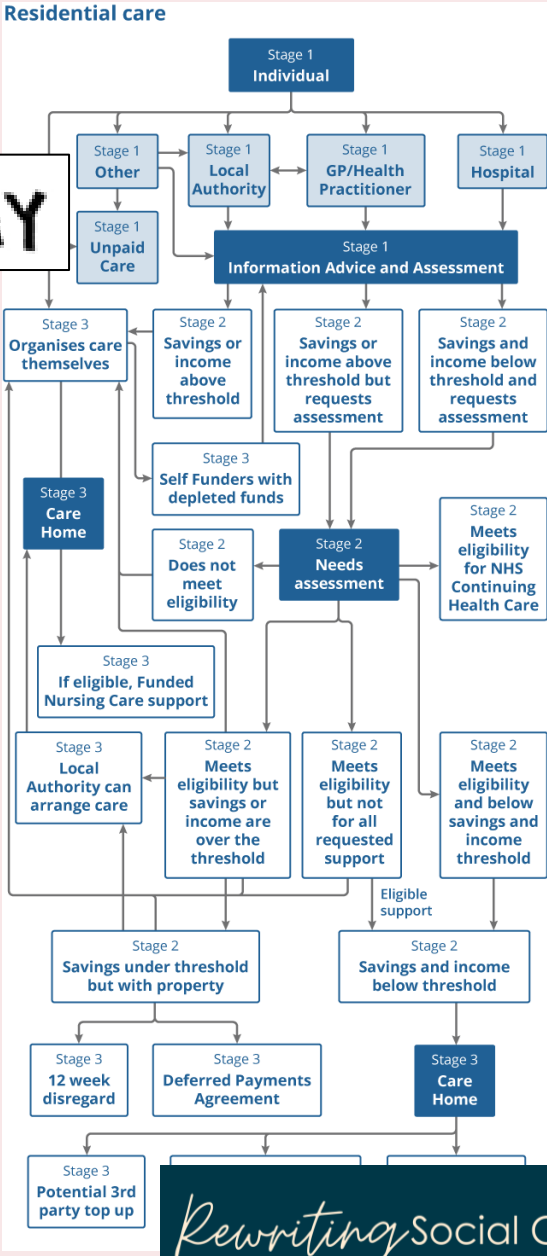 Residential care
Stage 1
Individual
Stage 1
Other
Stage 1
Local
Authority
Stage 1
GP/Health
Practitioner
Stage 1
Hospital
Y
Stage 1
Unpaid
Care
Stage 1
Information Advice and Assessment
Stage 3
Organises care
themselves
Stage 2
Savings or
income
above
threshold
Stage 2
Savings or
income above
threshold but
requests
assessment
Stage 2
Savings and
income below
threshold and
requests
assessment
Stage 3
Self Funders with
depleted funds
Stage 3
Care
Home
Stage 2
Does not
meet
eligibility
Stage 2
Needs
assessment
Stage 2
Meets
eligibility
for NHS
Continuing
Health Care
Stage 3
If eligible, Funded
Nursing Care support
Stage 3
Local
Authority can
arrange care
Stage 2
Meets
eligibility but
savings or
income are
over the
threshold
Stage 2
Meets
eligibility
but not
for all
requested
support
Stage 2
Meets
eligibility
and below
savings and
income
threshold
Eligible
support
Stage 2
Savings under threshold
but with property
Stage 2
Savings and income
below threshold
Stage 3
12 week
disregard
Stage 3
Deferred Payments
Agreement
Stage 3
Care
Home
Stage 3
Potential 3rd
party top up
Rewriting Social